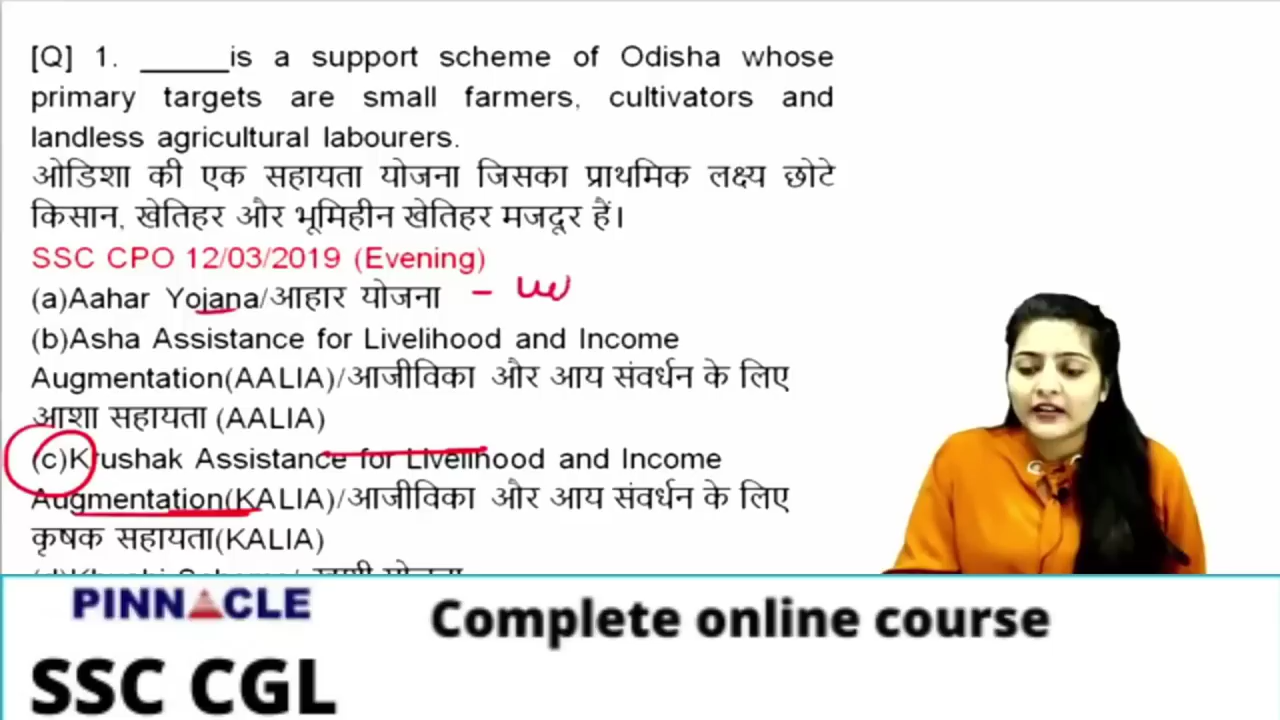 [Q] 1. _____is a support scheme of Odisha whose
primary targets are small farmers, cultivators and
landless agricultural labourers.
ओडिशा की एक सहायता योजना जिसका प्राथमिक लक्ष्य छोटे
किसान, खेतिहर और भूमिहीन खेतिहर मजदूर हैं।
SSC CPO 12/03/2019 (Evening)
(a)Aahar Yojana/आहार योजना -
(b)Asha Assistance for Livelihood and Income
Augmentation(AALIA)/आजीविका और आय संवर्धन के लिए
आशा सहायता (AALIA)
(c)Krushak Assistance for Livelihood and Income
Augmentation(KALIA)/आजीविका और आय संवर्धन के लिए
कृषक सहायता(KALIA)
(d)Khushi Scheme/ खुशी योजना
PINNACLE
Complete online course
SSC CGL